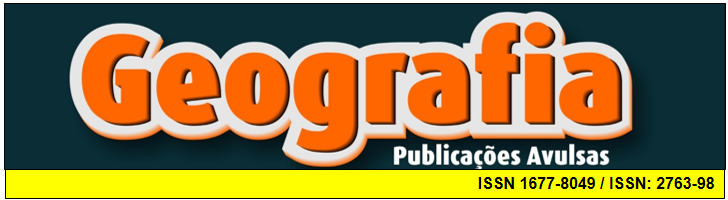 Geografia
Publicações Avulsas
ISSN 1677-8049 / ISSN: 2763-98